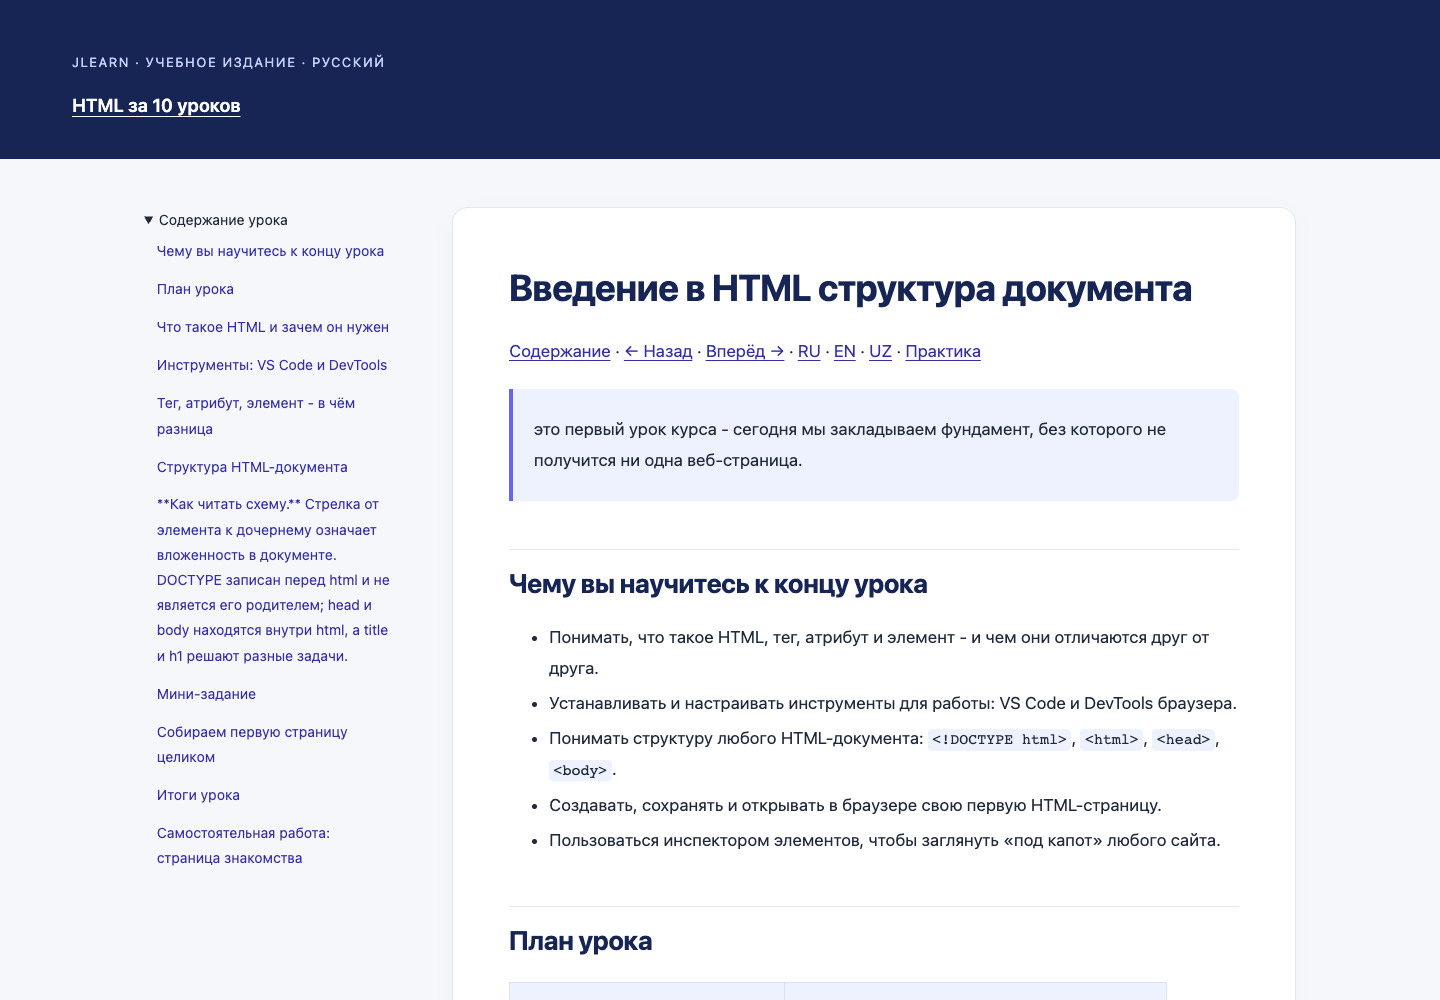 JLEARN · УЧЕБНОЕ ИЗДАНИЕ · РУССКИЙ
HTML за 10 уроков
▼ Содержание урока
Чему вы научитесь к концу урока
План урока
Что такое HTML и зачем он нужен
Инструменты: VS Code и DevTools
Тег, атрибут, элемент - в чём
разница
Структура HTML-документа
**Как читать схему.** Стрелка от
элемента к дочернему означает
вложенность в документе.
DOCTYPE записан перед html и не
является его родителем; head и
body находятся внутри html, а title
и h1 решают разные задачи.
Мини-задание
Собираем первую страницу
целиком
Итоги урока
Самостоятельная работа:
страница знакомства
Введение в HTML структура документа
Содержание · ← Назад · Вперёд → · RU · EN · UZ · Практика
это первый урок курса - сегодня мы закладываем фундамент, без которого не
получится ни одна веб-страница.
Чему вы научитесь к концу урока
• Понимать, что такое HTML, тег, атрибут и элемент - и чем они отличаются друг от
друга.
• Устанавливать и настраивать инструменты для работы: VS Code и DevTools браузера.
• Понимать структуру любого HTML-документа: <!DOCTYPE html>, <html>, <head>,
<body>.
• Создавать, сохранять и открывать в браузере свою первую HTML-страницу.
• Пользоваться инспектором элементов, чтобы заглянуть «под капот» любого сайта.
План урока